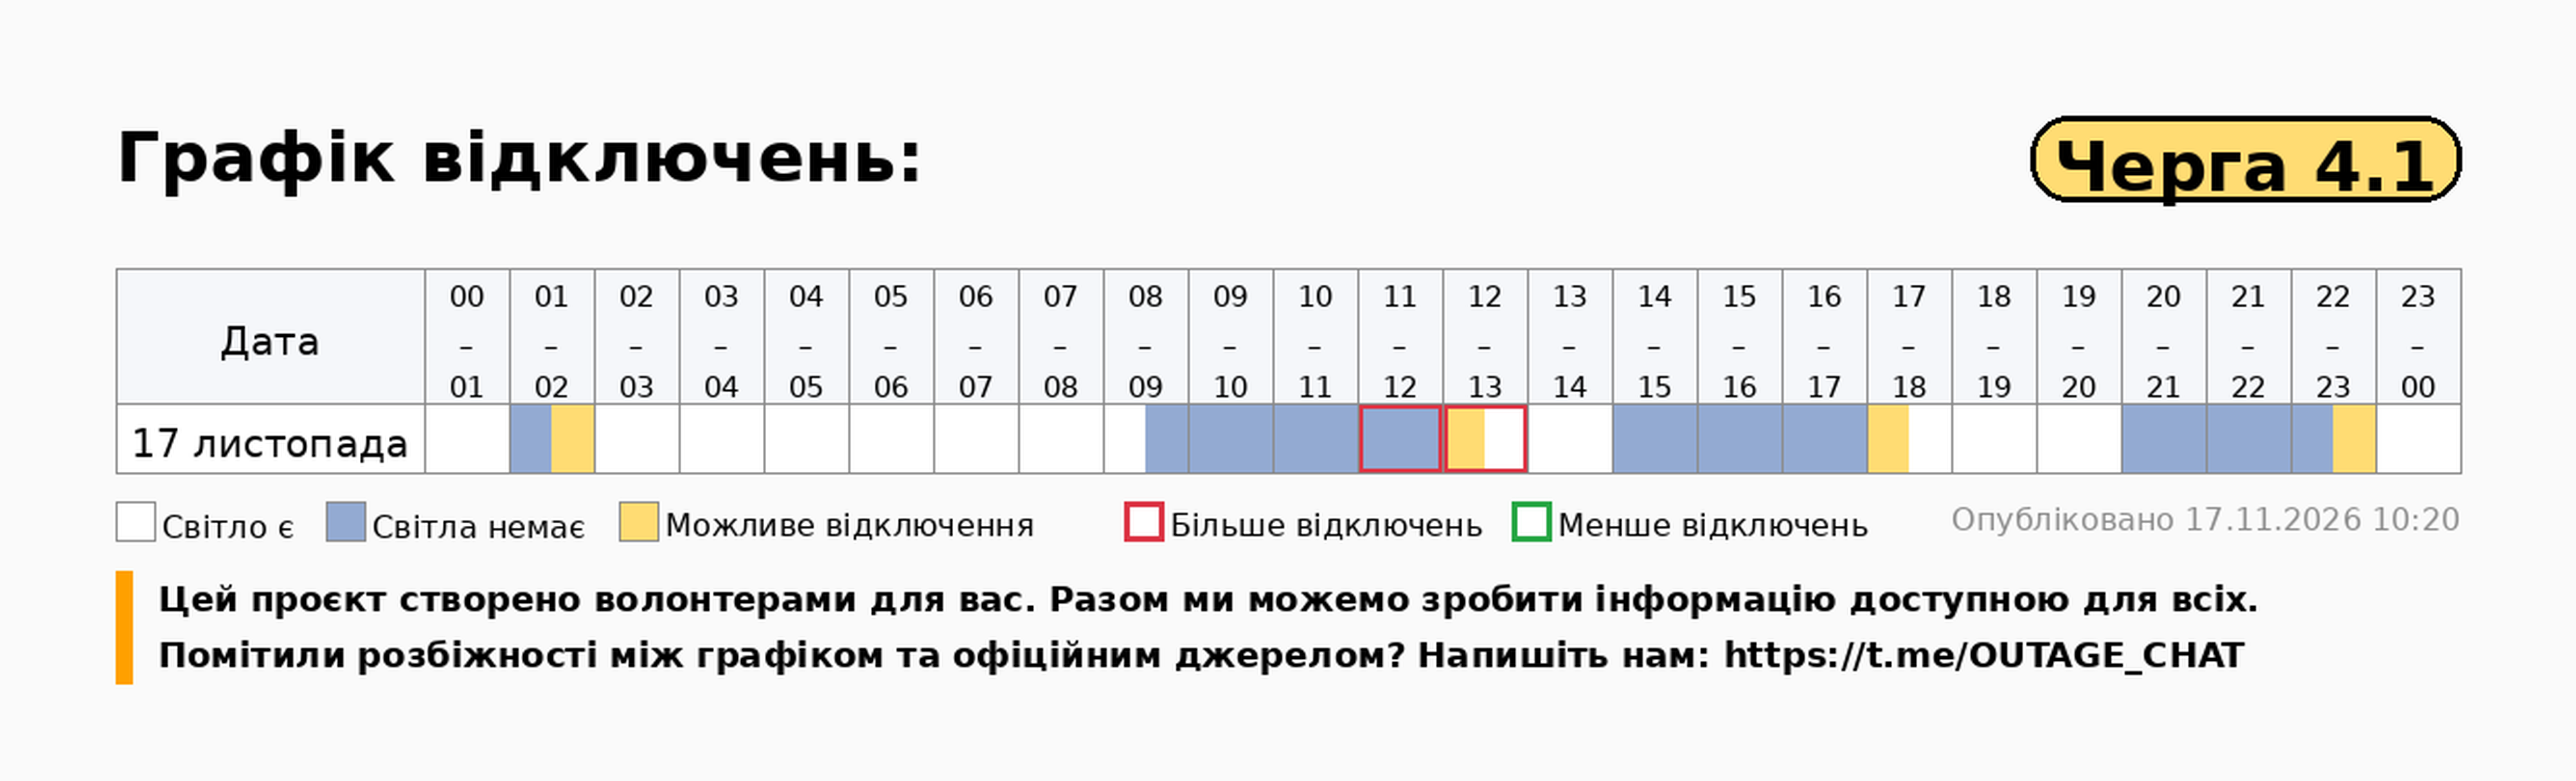 Графік відключень:
Черга 4.1
Дата
00 – 01
01 – 02
02 – 03
03 – 04
04 – 05
05 – 06
06 – 07
07 – 08
08 – 09
09 – 10
10 – 11
11 – 12
12 – 13
13 – 14
14 – 15
15 – 16
16 – 17
17 – 18
18 – 19
19 – 20
20 – 21
21 – 22
22 – 23
23 – 00
17 листопада
Світло є
Світла немає
Можливе відключення
Більше відключень
Менше відключень
Опубліковано 17.11.2026 10:20
Цей проєкт створено волонтерами для вас. Разом ми можемо зробити інформацію доступною для всіх.
Помітили розбіжності між графіком та офіційним джерелом? Напишіть нам: https://t.me/OUTAGE_CHAT